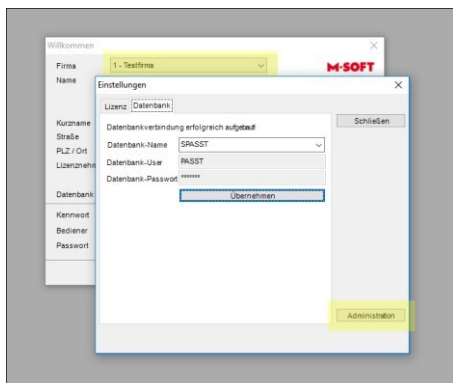 Willkommen
Firma 1 - Testfirma
M-SOFT
Name
Einstellungen
Lizenz Datenbank
Kurzname
Straße
PLZ / Ort
Lizenznehm
Datenbank
Kennwort
Bediener
Passwort
Datenbankverbindung erfolgreich aufgebaut!
Datenbank-Name SPASST
Datenbank-User PASST
Datenbank-Passwort *******
Übernehmen
Schließen
Administration